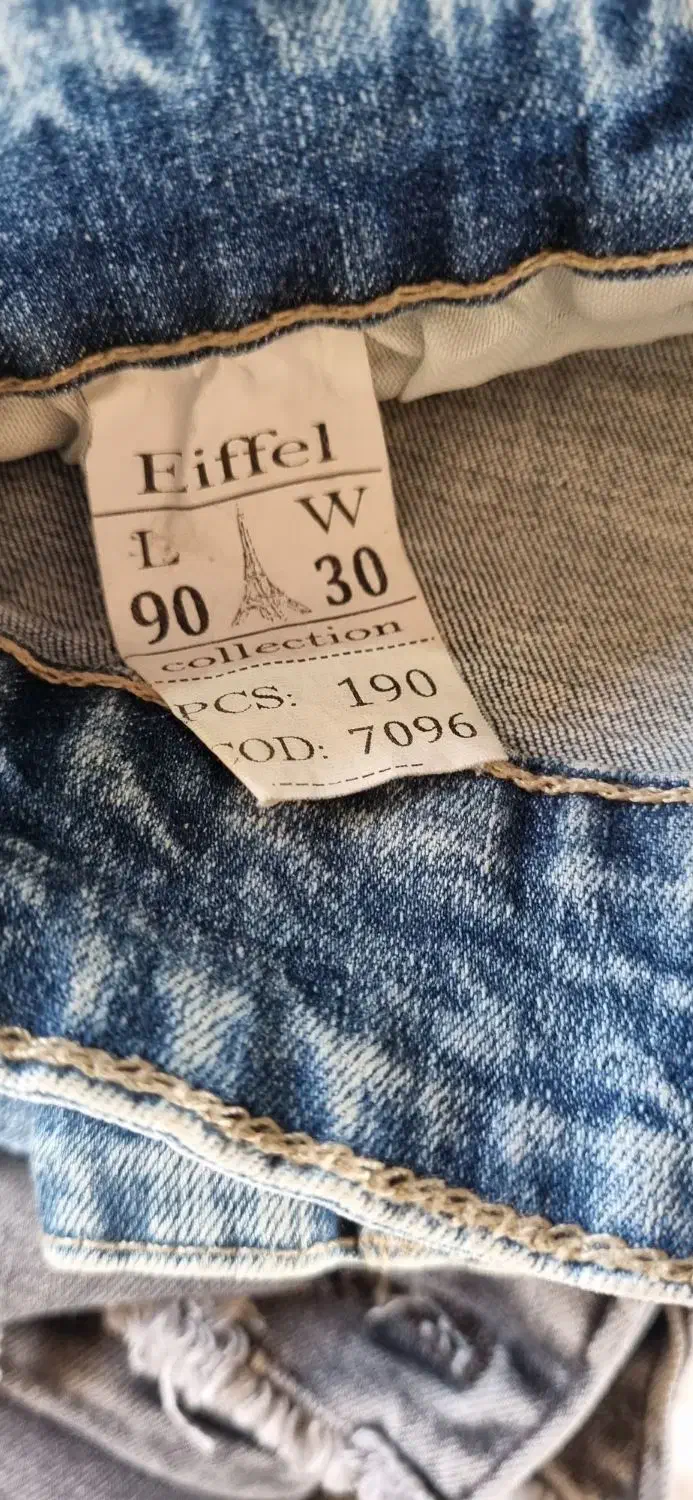 Eiffel
L W
90 30
collection
PCS: 190
COD: 7096